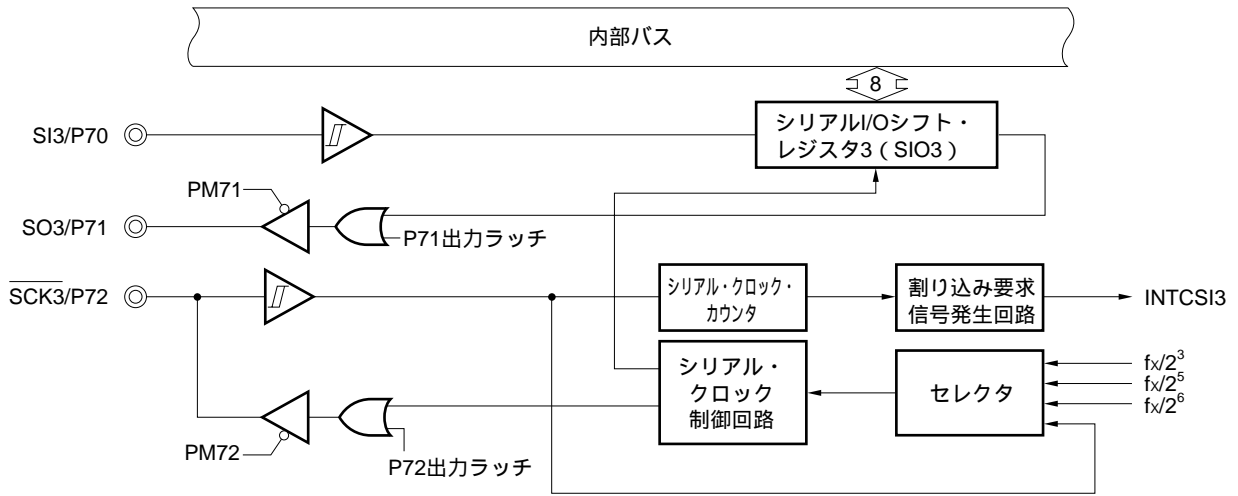 内部バス
8
SI3/P70
シリアルI/Oシフト・
レジスタ3（SIO3）
PM71
SO3/P71
P71出力ラッチ
SCK3/P72
シリアル・クロック・
カウンタ
割り込み要求
信号発生回路
INTCSI3
シリアル・
クロック
制御回路
セレクタ
fx/2³
fx/2⁵
fx/2⁶
PM72
P72出力ラッチ